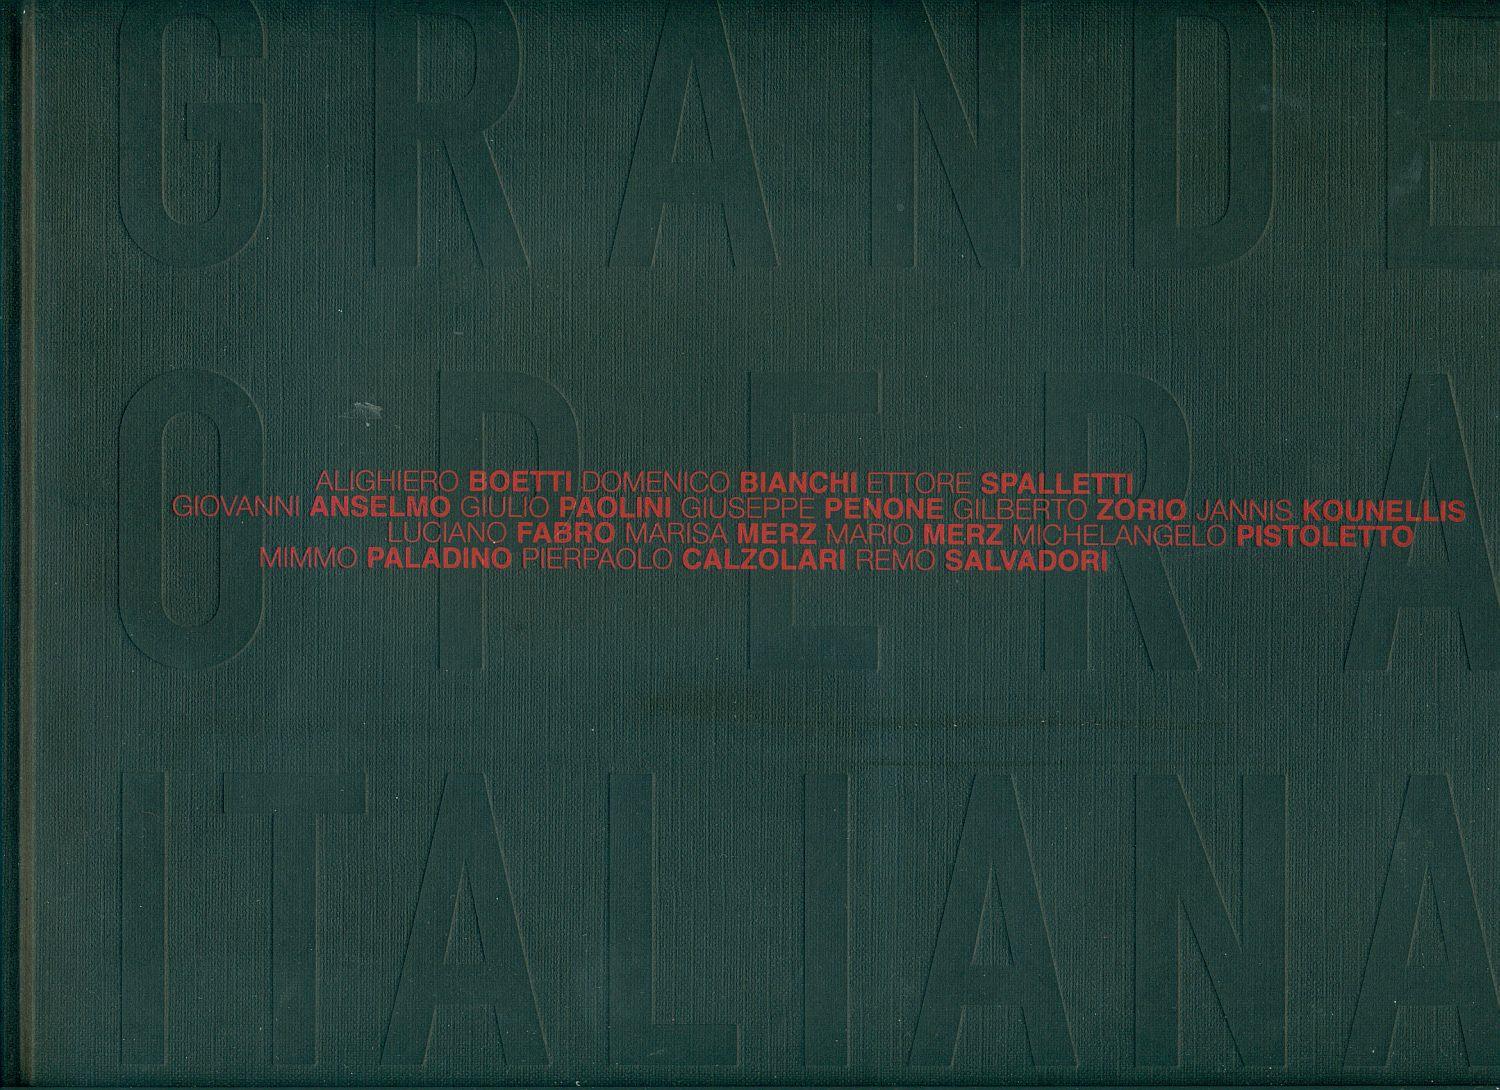 GRANDE
OPERA
ALIGHIERO BOETTI DOMENICO BIANCHI ETTORE SPALLETTI
GIOVANNI ANSELMO GIULIO PAOLINI GIUSEPPE PENONE GILBERTO ZORIO JANNIS KOUNELLIS
LUCIANO FABRO MARISA MERZ MARIO MERZ MICHELANGELO PISTOLETTO
MIMMO PALADINO PIERPAOLO CALZOLARI REMO SALVADORI
ITALIANA